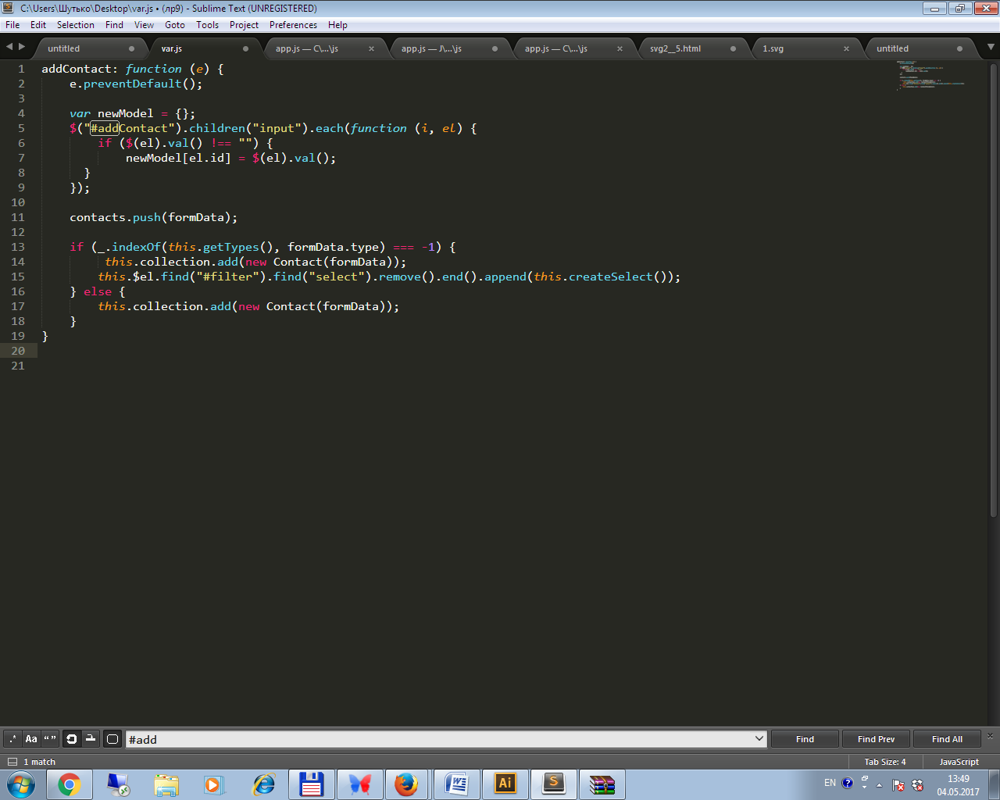 C:\Users\Шутько\Desktop\var.js • (лр9) - Sublime Text (UNREGISTERED)
File Edit Selection Find View Goto Tools Project Preferences Help
untitled var.js app.js — C\...\js app.js — J\...\js app.js — C\...\js svg2__5.html 1.svg untitled
1 addContact: function (e) {
2 e.preventDefault();
3
4 var newModel = {};
5 $("#addContact").children("input").each(function (i, el) {
6 if ($(el).val() !== "") {
7 newModel[el.id] = $(el).val();
8 }
9 });
10
11 contacts.push(formData);
12
13 if (_.indexOf(this.getTypes(), formData.type) === -1) {
14 this.collection.add(new Contact(formData));
15 this.$el.find("#filter").find("select").remove().end().append(this.createSelect());
16 } else {
17 this.collection.add(new Contact(formData));
18 }
19 }
20
21
.* Aa “ ” #add Find Find Prev Find All
1 match Tab Size: 4 JavaScript
EN 13:49
04.05.2017